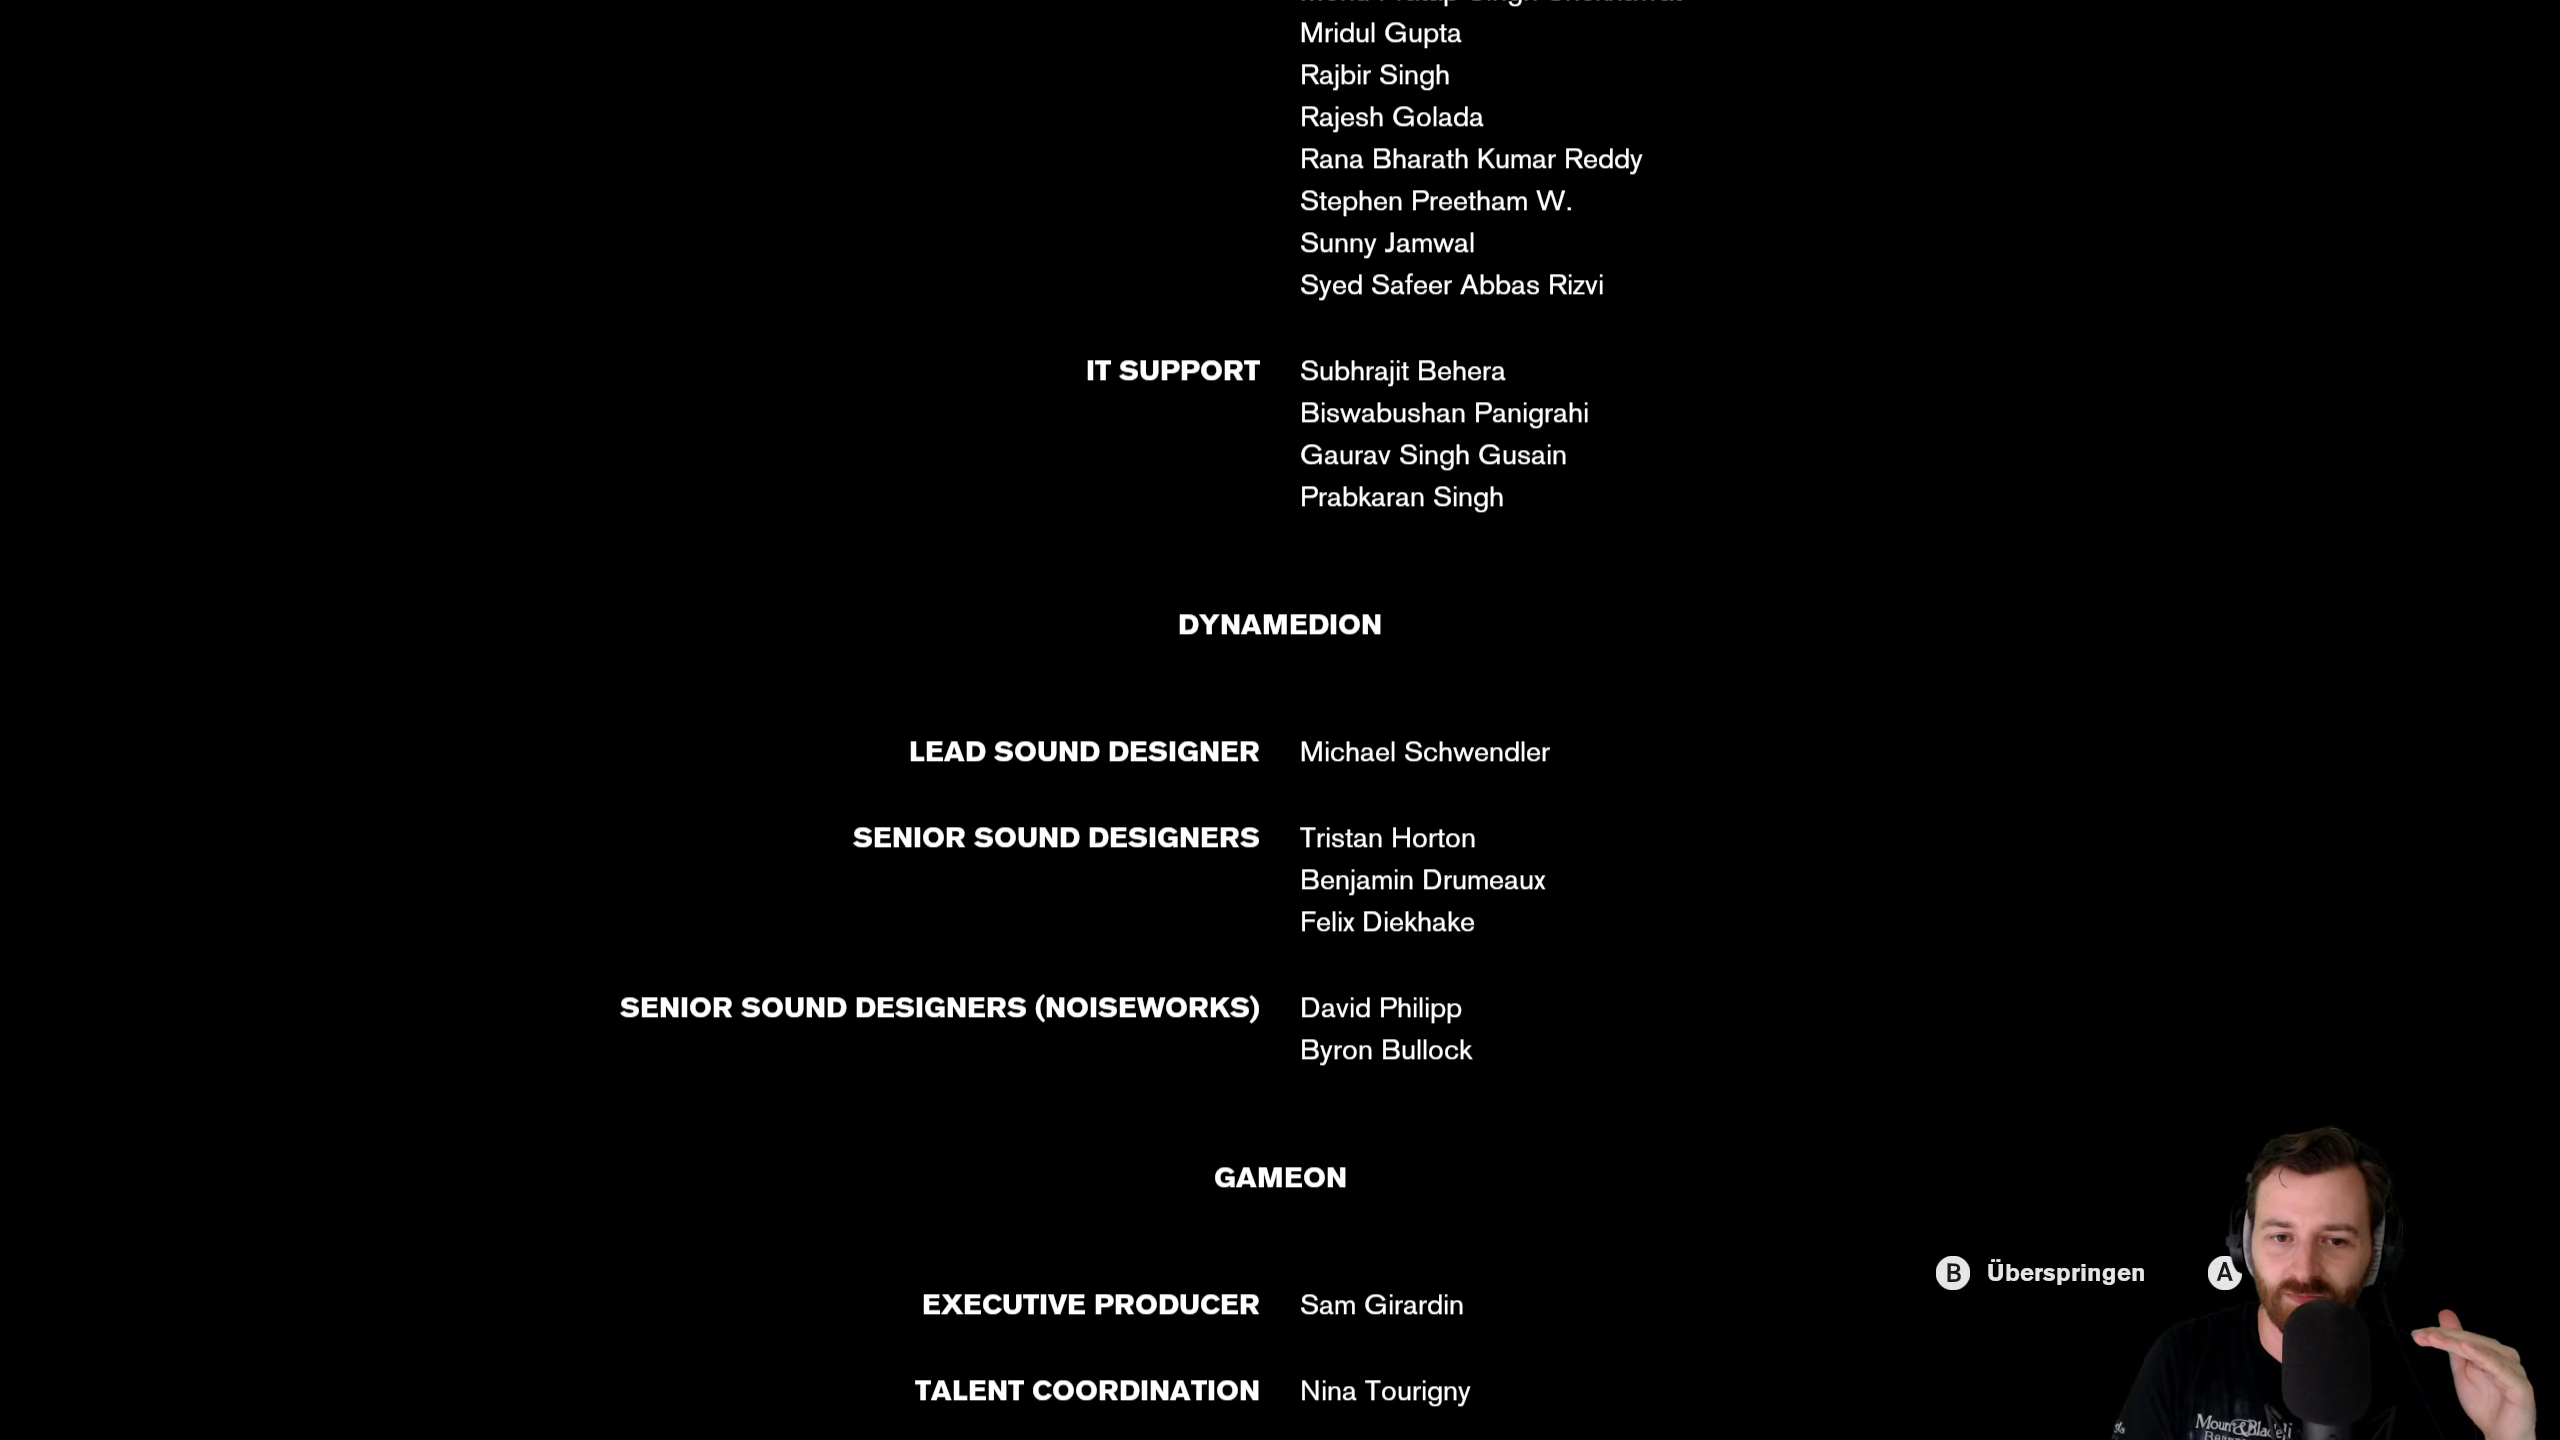 Mridul Gupta
Rajbir Singh
Rajesh Golada
Rana Bharath Kumar Reddy
Stephen Preetham W.
Sunny Jamwal
Syed Safeer Abbas Rizvi
IT SUPPORT Subhrajit Behera
Biswabushan Panigrahi
Gaurav Singh Gusain
Prabkaran Singh
DYNAMEDION
LEAD SOUND DESIGNER Michael Schwendler
SENIOR SOUND DESIGNERS Tristan Horton
Benjamin Drumeaux
Felix Diekhake
SENIOR SOUND DESIGNERS (NOISEWORKS) David Philipp
Byron Bullock
GAMEON
B Überspringen A
EXECUTIVE PRODUCER Sam Girardin
TALENT COORDINATION Nina Tourigny